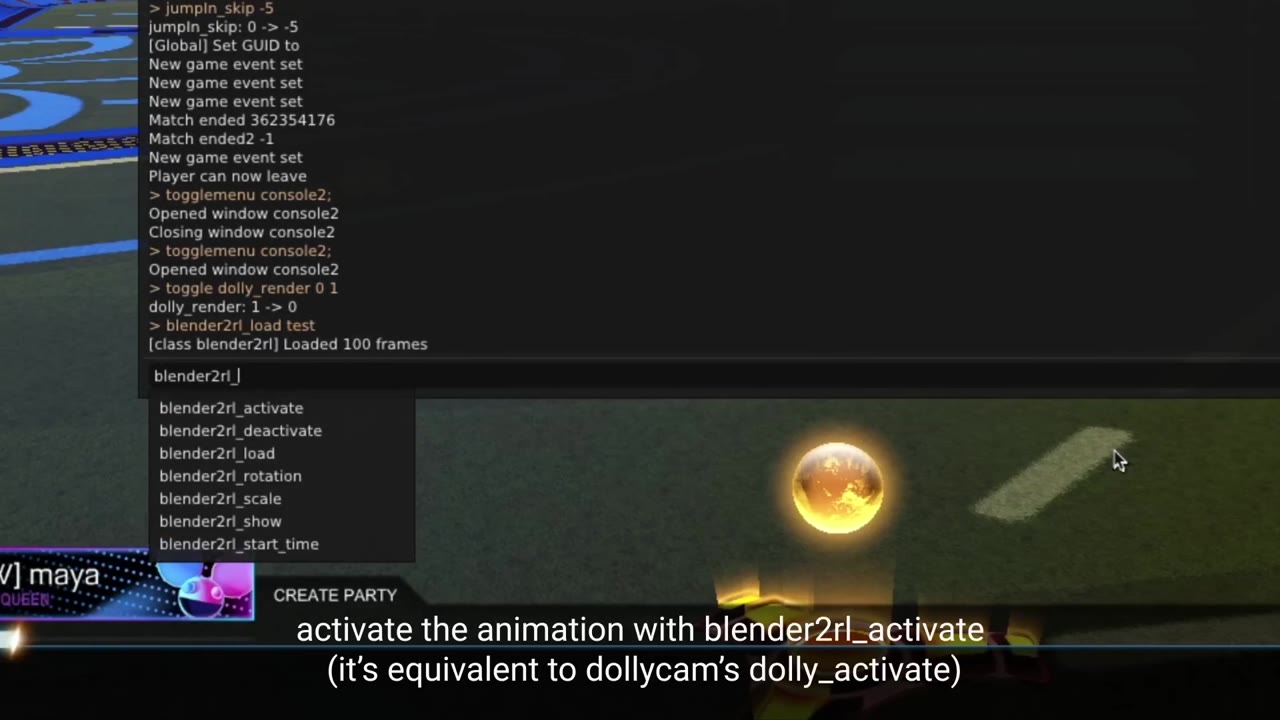 > jumpIn_skip -5
jumpIn_skip: 0 -> -5
[Global] Set GUID to
New game event set
New game event set
New game event set
Match ended 362354176
Match ended2 -1
New game event set
Player can now leave
> togglemenu console2;
Opened window console2
Closing window console2
> togglemenu console2;
Opened window console2
> toggle dolly_render 0 1
dolly_render: 1 -> 0
> blender2rl_load test
[class blender2rl] Loaded 100 frames
blender2rl_
blender2rl_activate
blender2rl_deactivate
blender2rl_load
blender2rl_rotation
blender2rl_scale
blender2rl_show
blender2rl_start_time
] maya
QUEEN
CREATE PARTY
activate the animation with blender2rl_activate
(it’s equivalent to dollycam’s dolly_activate)